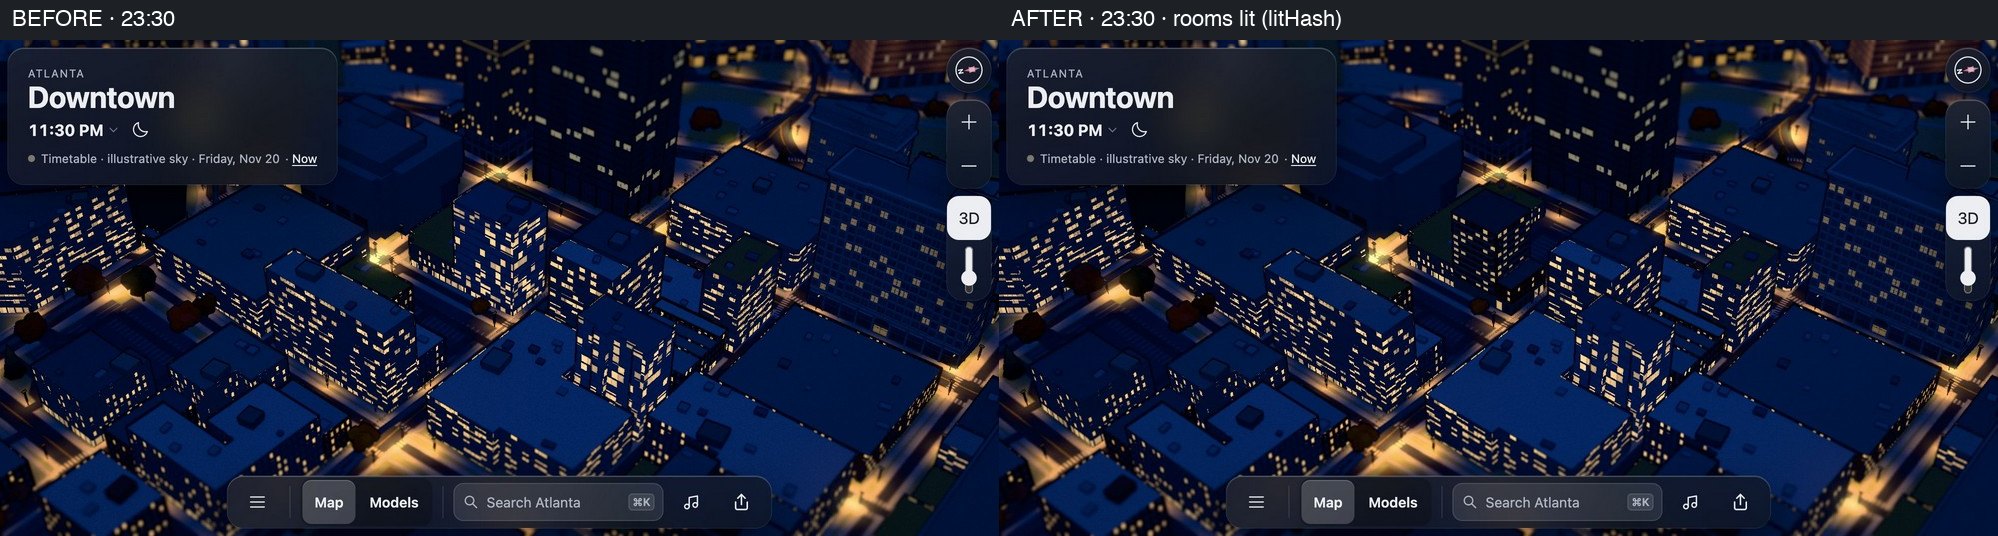 BEFORE · 23:30
ATLANTA
Downtown
11:30 PM
Timetable · illustrative sky · Friday, Nov 20 · Now
3D
Map Models Search Atlanta ⌘K
AFTER · 23:30 · rooms lit (litHash)
ATLANTA
Downtown
11:30 PM
Timetable · illustrative sky · Friday, Nov 20 · Now
3D
Map Models Search Atlanta ⌘K